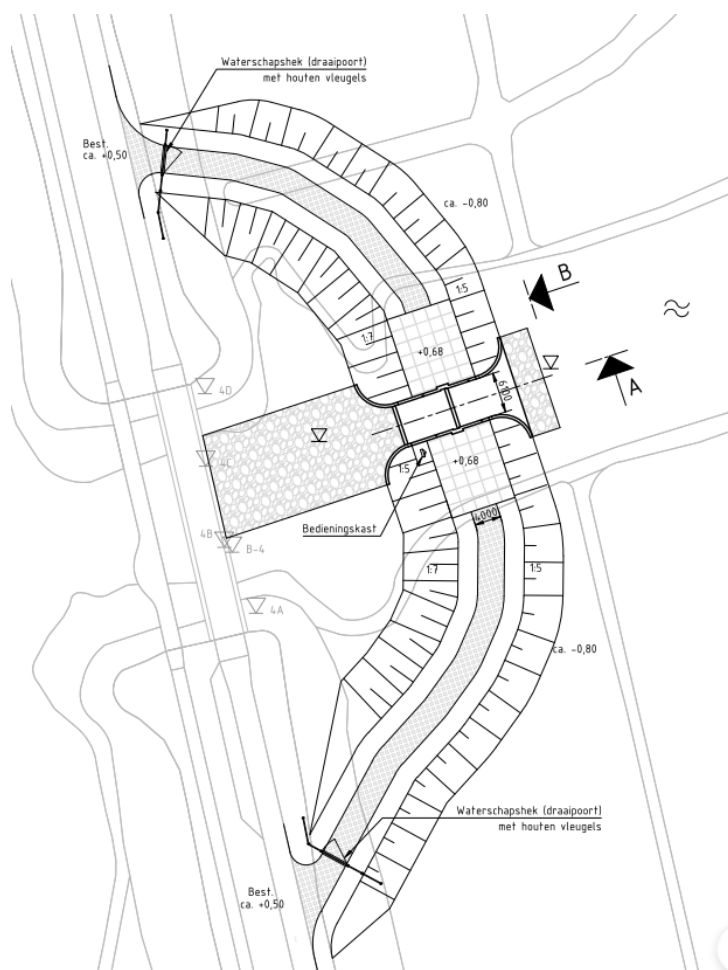 Waterschapshek (draaipoort)
met houten vleugels
Best.
ca. +0,50
ca. -0,80
B
1:5
1:7
+0,68
A
6100
4D
4C
1:5
+0,68
Bedieningskast
4000
4B
B-4
1:7
1:5
4A
ca. -0,80
Waterschapshek (draaipoort)
met houten vleugels
Best.
ca. +0,50